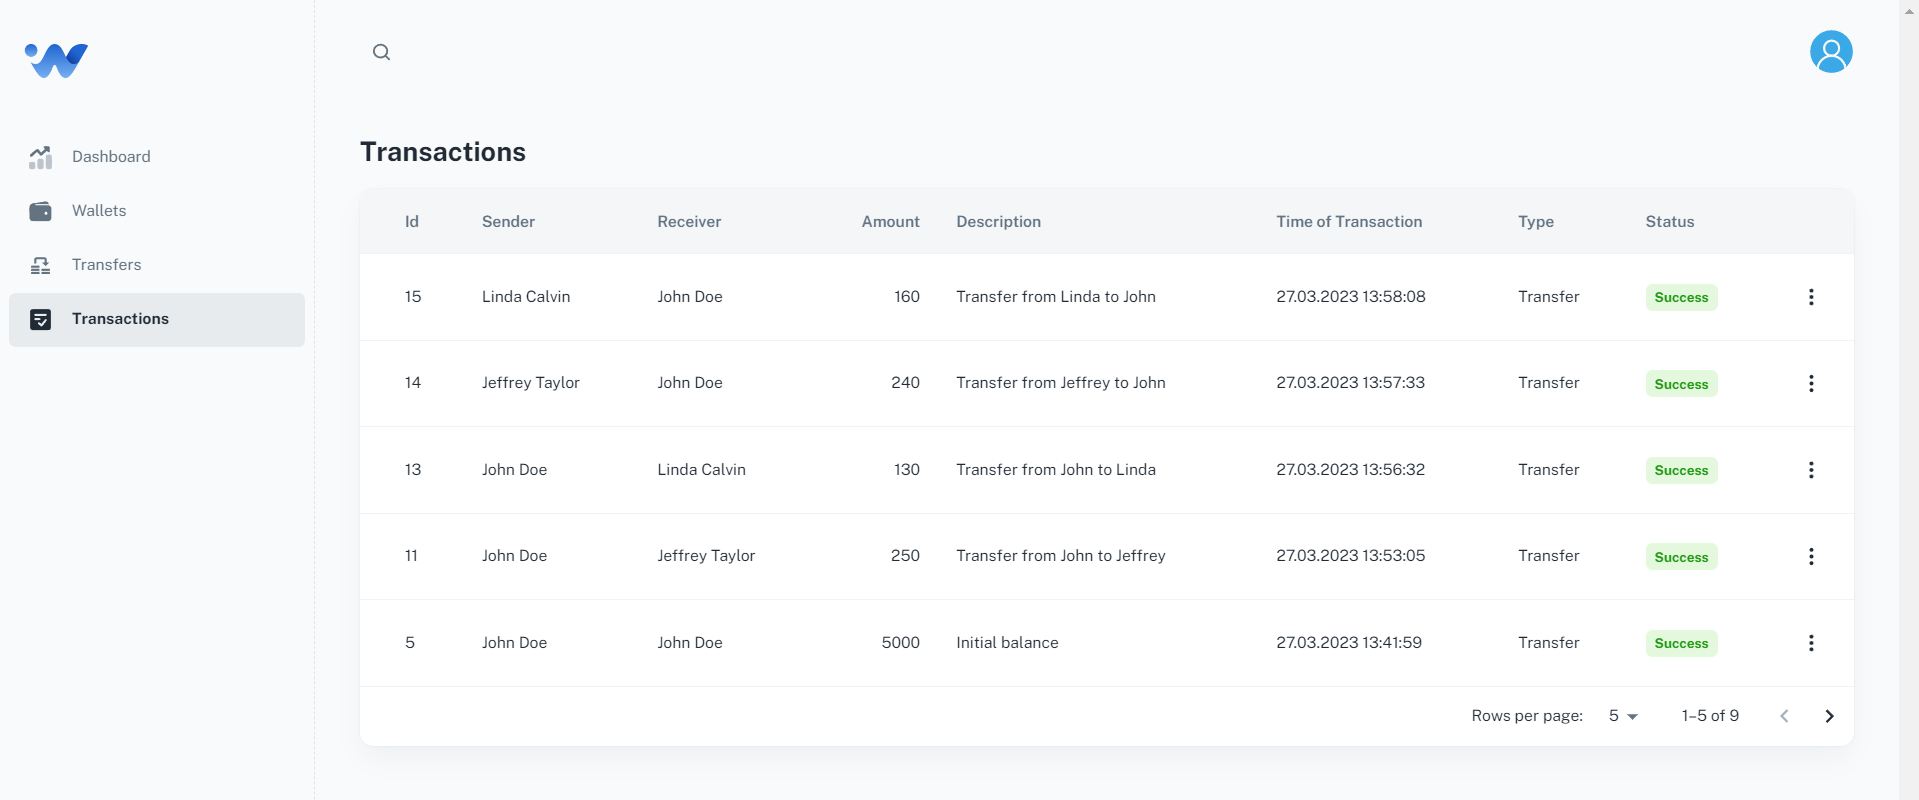 Dashboard
Wallets
Transfers
Transactions
Transactions
Id Sender Receiver Amount Description Time of Transaction Type Status
15 Linda Calvin John Doe 160 Transfer from Linda to John 27.03.2023 13:58:08 Transfer Success
14 Jeffrey Taylor John Doe 240 Transfer from Jeffrey to John 27.03.2023 13:57:33 Transfer Success
13 John Doe Linda Calvin 130 Transfer from John to Linda 27.03.2023 13:56:32 Transfer Success
11 John Doe Jeffrey Taylor 250 Transfer from John to Jeffrey 27.03.2023 13:53:05 Transfer Success
5 John Doe John Doe 5000 Initial balance 27.03.2023 13:41:59 Transfer Success
Rows per page: 5 1–5 of 9